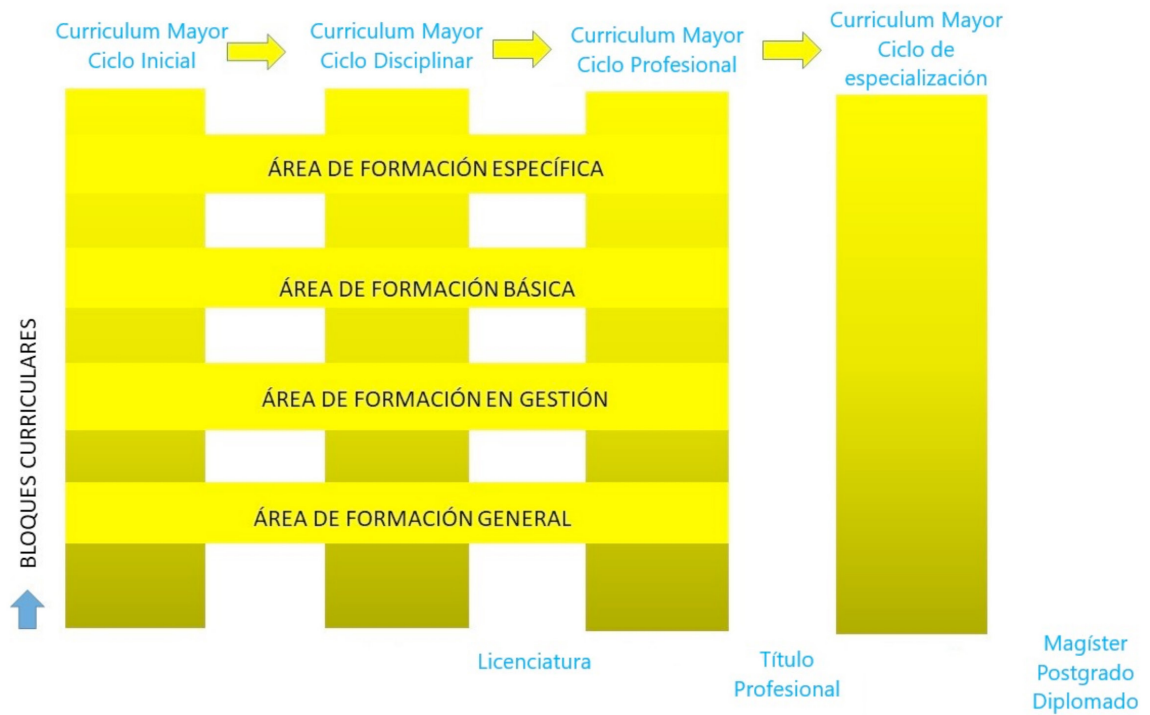 Curriculum Mayor
Ciclo Inicial
Curriculum Mayor
Ciclo Disciplinar
Curriculum Mayor
Ciclo Profesional
Curriculum Mayor
Ciclo de
especialización
ÁREA DE FORMACIÓN ESPECÍFICA
ÁREA DE FORMACIÓN BÁSICA
ÁREA DE FORMACIÓN EN GESTIÓN
ÁREA DE FORMACIÓN GENERAL
BLOQUES CURRICULARES
Licenciatura
Título
Profesional
Magíster
Postgrado
Diplomado